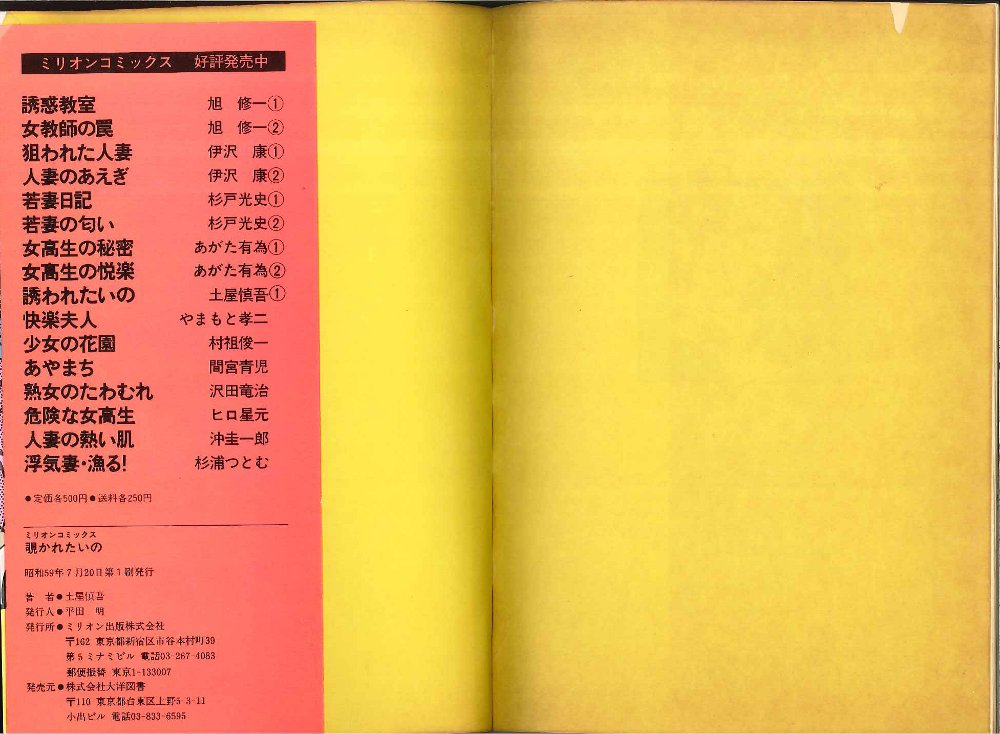 ミリオンコミックス 好評発売中
誘惑教室 旭 修一①
女教師の罠 旭 修一②
狙われた人妻 伊沢 康①
人妻のあえぎ 伊沢 康②
若妻日記 杉戸光史①
若妻の匂い 杉戸光史②
女高生の秘密 あがた有為①
女高生の悦楽 あがた有為②
誘われたいの 土屋慎吾①
快楽夫人 やまもと孝二
少女の花園 村祖俊一
あやまち 間宮青児
熟女のたわむれ 沢田竜治
危険な女高生 ヒロ星元
人妻の熱い肌 沖圭一郎
浮気妻・漁る! 杉浦つとむ
●定価各500円●送料各250円
ミリオンコミックス
覗かれたいの
昭和59年7月20日第1刷発行
著 者●土屋慎吾
発行人●平田 明
発行所●ミリオン出版株式会社
〒162 東京都新宿区市谷本村町39
第5ミナミビル 電話03-267-4083
郵便振替 東京1-133007
発売元●株式会社大洋図書
〒110 東京都台東区上野5-3-11
小出ビル 電話03-833-6595